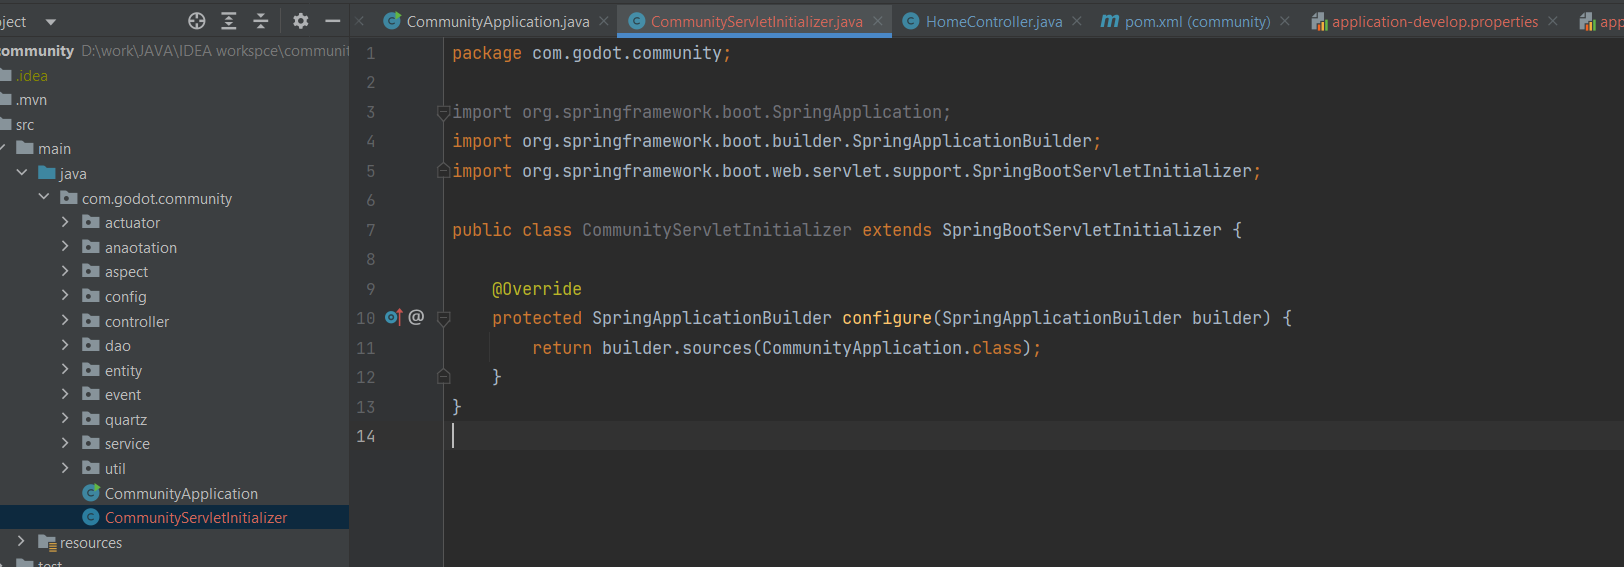 oject
CommunityApplication.java
CommunityServletInitializer.java
HomeController.java
pom.xml (community)
application-develop.properties
app
community D:\work\JAVA\IDEA workspce\communit
.idea
.mvn
src
main
java
com.godot.community
actuator
anaotation
aspect
config
controller
dao
entity
event
quartz
service
util
CommunityApplication
CommunityServletInitializer
resources
test
1 package com.godot.community;
2
3 import org.springframework.boot.SpringApplication;
4 import org.springframework.boot.builder.SpringApplicationBuilder;
5 import org.springframework.boot.web.servlet.support.SpringBootServletInitializer;
6
7 public class CommunityServletInitializer extends SpringBootServletInitializer {
8
9 @Override
10 @ protected SpringApplicationBuilder configure(SpringApplicationBuilder builder) {
11 return builder.sources(CommunityApplication.class);
12 }
13 }
14